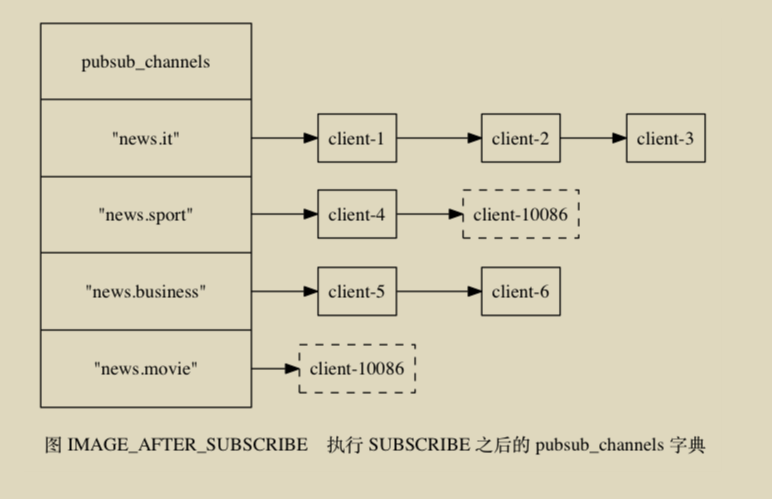 pubsub_channels
"news.it" client-1 client-2 client-3
"news.sport" client-4 client-10086
"news.business" client-5 client-6
"news.movie" client-10086
图 IMAGE_AFTER_SUBSCRIBE 执行 SUBSCRIBE 之后的 pubsub_channels 字典